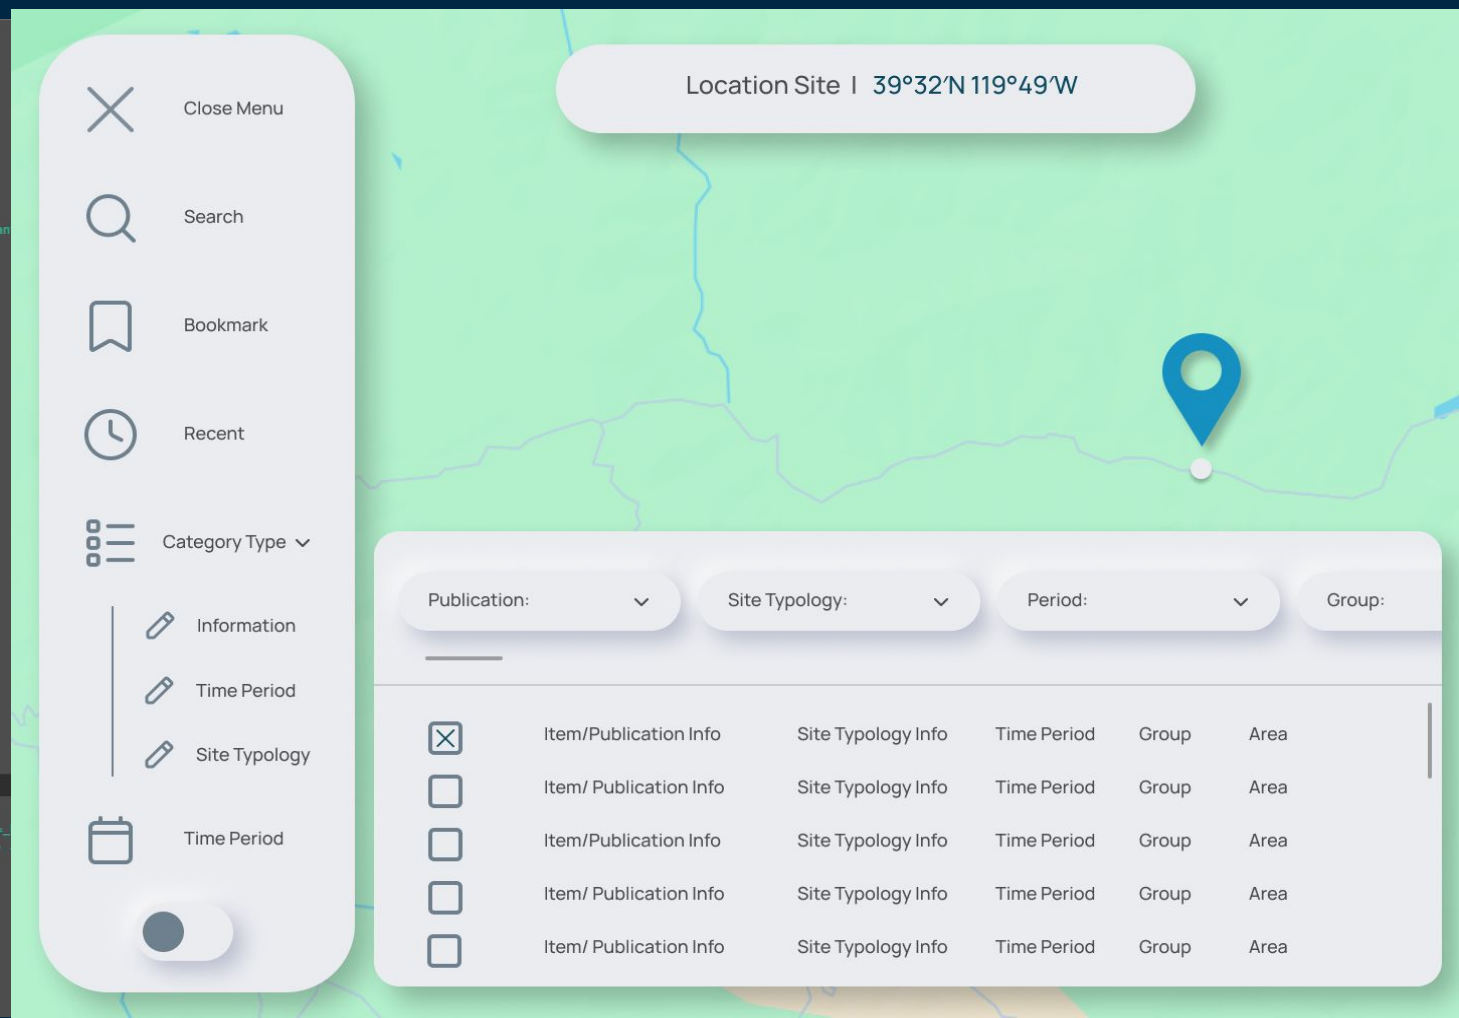 Location Site | 39°32′N 119°49′W
Close Menu
Search
Bookmark
Recent
Category Type
Information
Time Period
Site Typology
Time Period
Publication: Site Typology: Period: Group:
Item/Publication Info Site Typology Info Time Period Group Area
Item/ Publication Info Site Typology Info Time Period Group Area
Item/Publication Info Site Typology Info Time Period Group Area
Item/ Publication Info Site Typology Info Time Period Group Area
Item/ Publication Info Site Typology Info Time Period Group Area